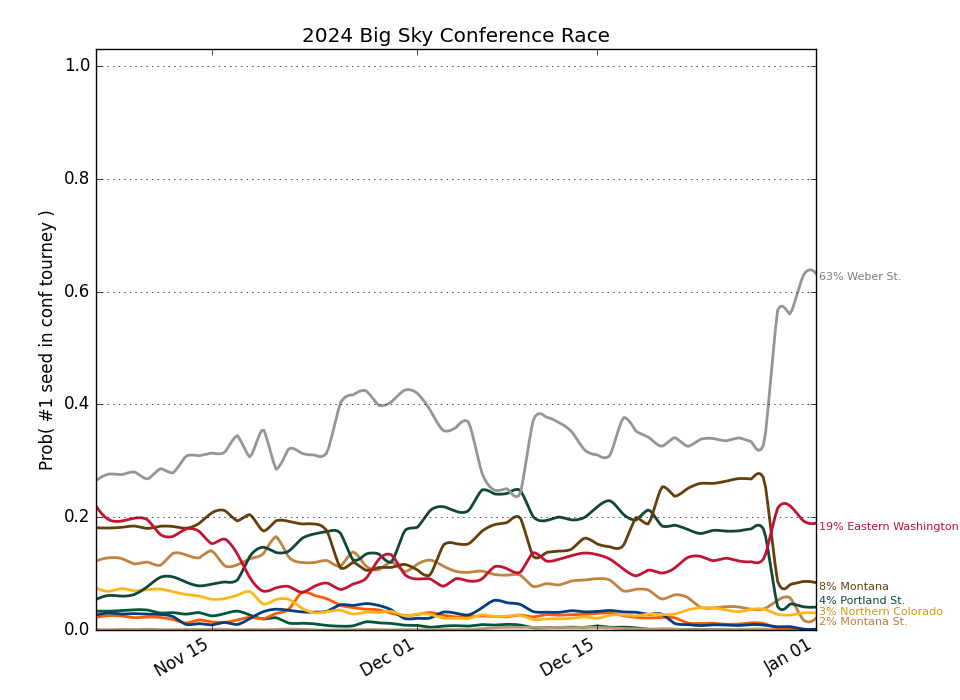 2024 Big Sky Conference Race
Prob( #1 seed in conf tourney )
1.0
0.8
0.6
0.4
0.2
0.0
Nov 15
Dec 01
Dec 15
Jan 01
63% Weber St.
19% Eastern Washington
8% Montana
4% Portland St.
3% Northern Colorado
2% Montana St.